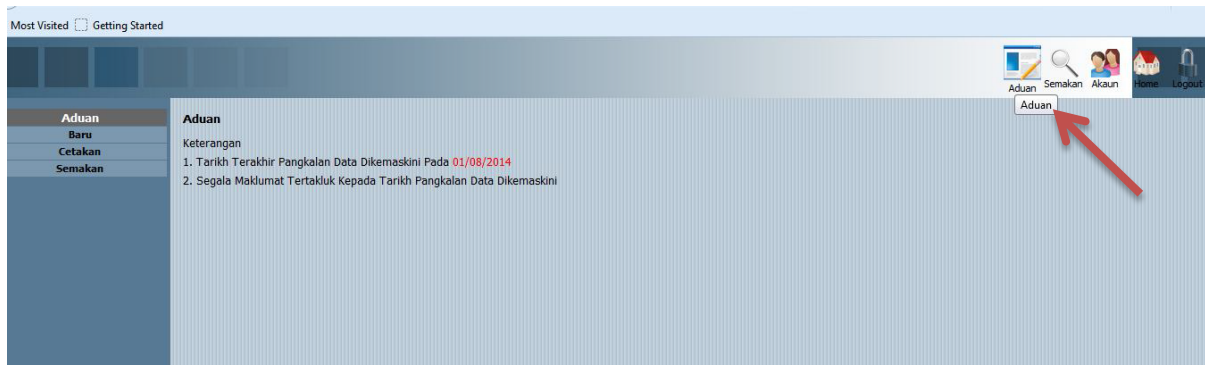 Most Visited Getting Started
Aduan Semakan Akaun Home Logout
Aduan
Aduan
Baru
Cetakan
Semakan
Aduan
Keterangan
1. Tarikh Terakhir Pangkalan Data Dikemaskini Pada 01/08/2014
2. Segala Maklumat Tertakluk Kepada Tarikh Pangkalan Data Dikemaskini